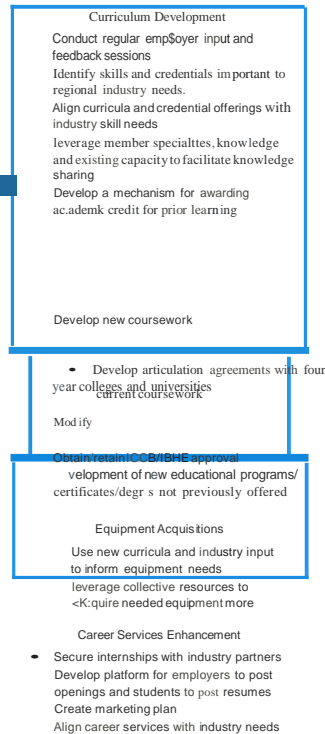 Curriculum Development
Conduct regular emp$oyer input and
feedback sessions
Identify skills and credentials important to
regional industry needs.
Align curricula and credential offerings with
industry skill needs
leverage member specialttes, knowledge
and existing capacity to facilitate knowledge
sharing
Develop a mechanism for awarding
ac.ademk credit for prior learning
Develop new coursework
• Develop articulation agreements with four
year colleges and universities
current coursework
Mod ify
Obtain/retain ICCB/IBHE approval
velopment of new educational programs/
certificates/degr s not previously offered
Equipment Acquisitions
Use new curricula and industry input
to inform equipment needs
leverage collective resources to
<K:quire needed equipment more
Career Services Enhancement
• Secure internships with industry partners
Develop platform for employers to post
openings and students to post resumes
Create marketing plan
Align career services with industry needs